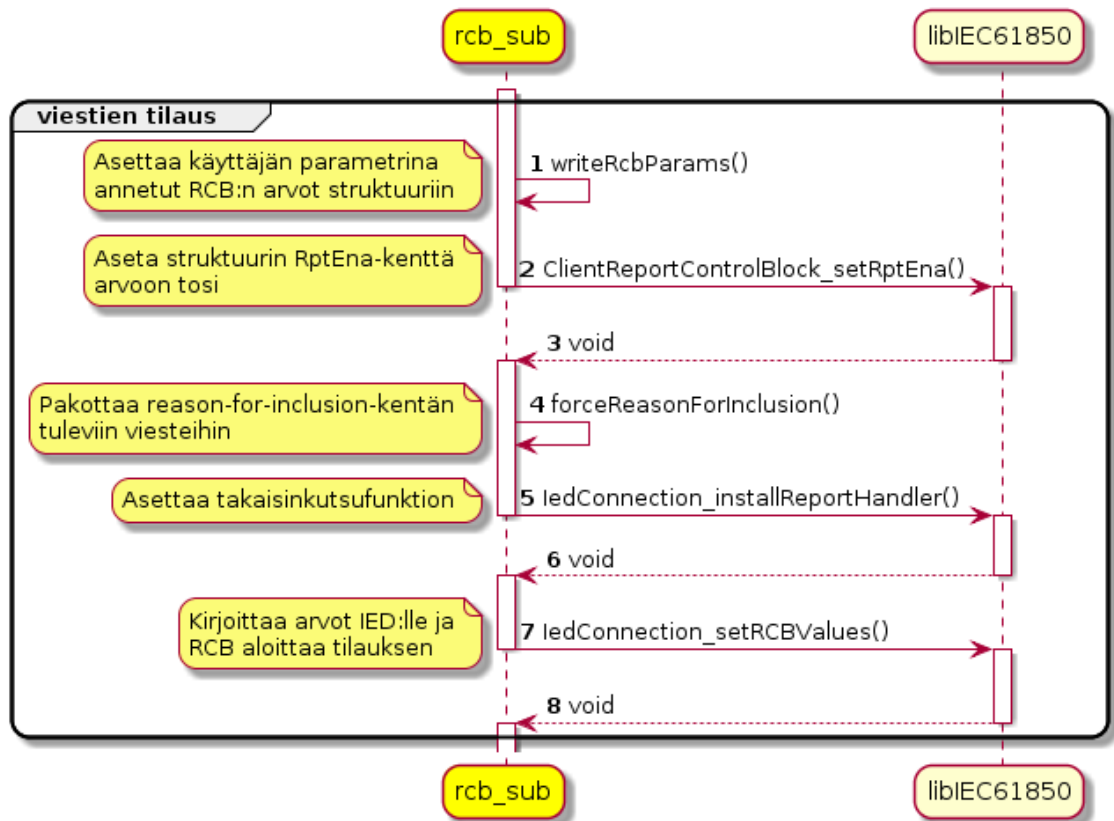 rcb_sub
libIEC61850
viestien tilaus
Asettaa käyttäjän parametrina
annetut RCB:n arvot struktuuriin
1 writeRcbParams()
Aseta struktuurin RptEna-kenttä
arvoon tosi
2 ClientReportControlBlock_setRptEna()
3 void
Pakottaa reason-for-inclusion-kentän
tuleviin viesteihin
4 forceReasonForInclusion()
Asettaa takaisinkutsufunktion
5 IedConnection_installReportHandler()
6 void
Kirjoittaa arvot IED:lle ja
RCB aloittaa tilauksen
7 IedConnection_setRCBValues()
8 void
rcb_sub
libIEC61850